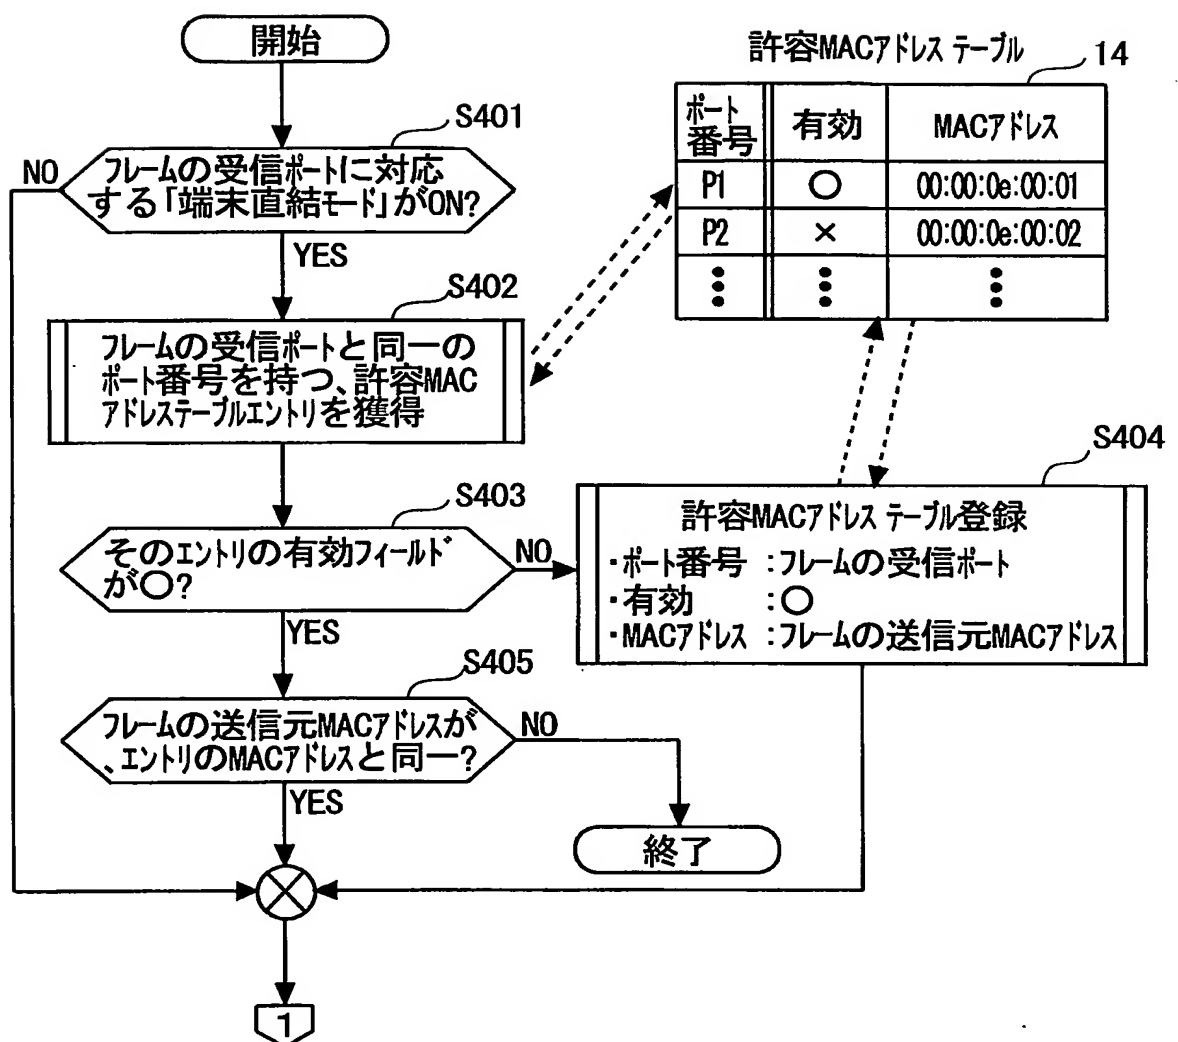 開始
許容MACアドレス テーブル
14
ポート
番号
有効
MACアドレス
P1
○
00:00:0e:00:01
P2
×
00:00:0e:00:02
S401
NO
フレームの受信ポートに対応
する「端末直結モード」がON?
YES
S402
フレームの受信ポートと同一の
ポート番号を持つ、許容MAC
アドレステーブルエントリを獲得
S403
そのエントリの有効フィールド
が○?
NO
YES
S404
許容MACアドレス テーブル登録
・ポート番号 :フレームの受信ポート
・有効 :○
・MACアドレス :フレームの送信元MACアドレス
S405
フレームの送信元MACアドレスが
、エントリのMACアドレスと同一?
NO
YES
終了
1